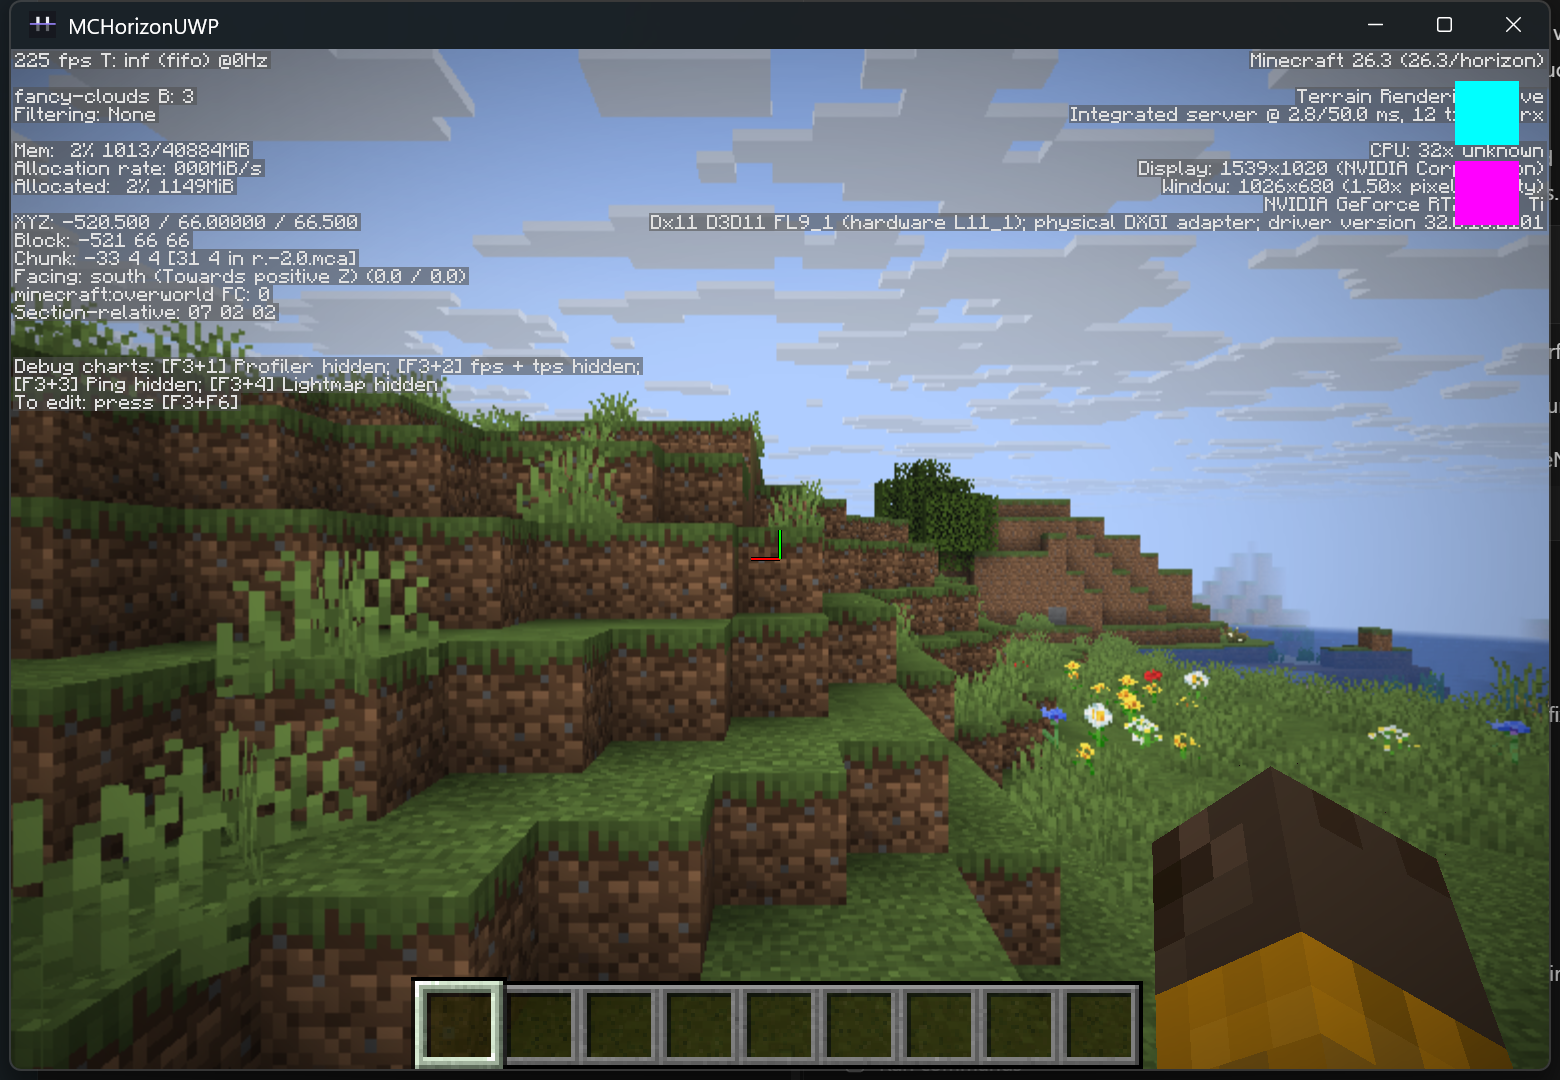 MCHorizonUWP
225 fps T: inf (fifo) @0Hz
fancy-clouds B: 3
Filtering: None
Mem: 2% 1013/40884MiB
Allocation rate: 000MiB/s
Allocated: 2% 1149MiB
XYZ: -520.500 / 66.00000 / 66.500
Block: -521 66 66
Chunk: -33 4 4 [31 4 in r.-2.0.mca]
Facing: south (Towards positive Z) (0.0 / 0.0)
minecraft:overworld FC: 0
Section-relative: 07 02 02
Debug charts: [F3+1] Profiler hidden; [F3+2] fps + tps hidden;
[F3+3] Ping hidden; [F3+4] Lightmap hidden
To edit: press [F3+F6]
Minecraft 26.3 (26.3/horizon)
Terrain
Integrated server @ 2.8/50.0 ms, 12
CPU: 32x unknown
Display: 1539x1020 (NVIDIA
Window: 1026x680 (1.50x
NVIDIA GeForce Ti
Dx11 D3D11 FL9_1 (hardware L11_1); physical DXGI adapter; driver version